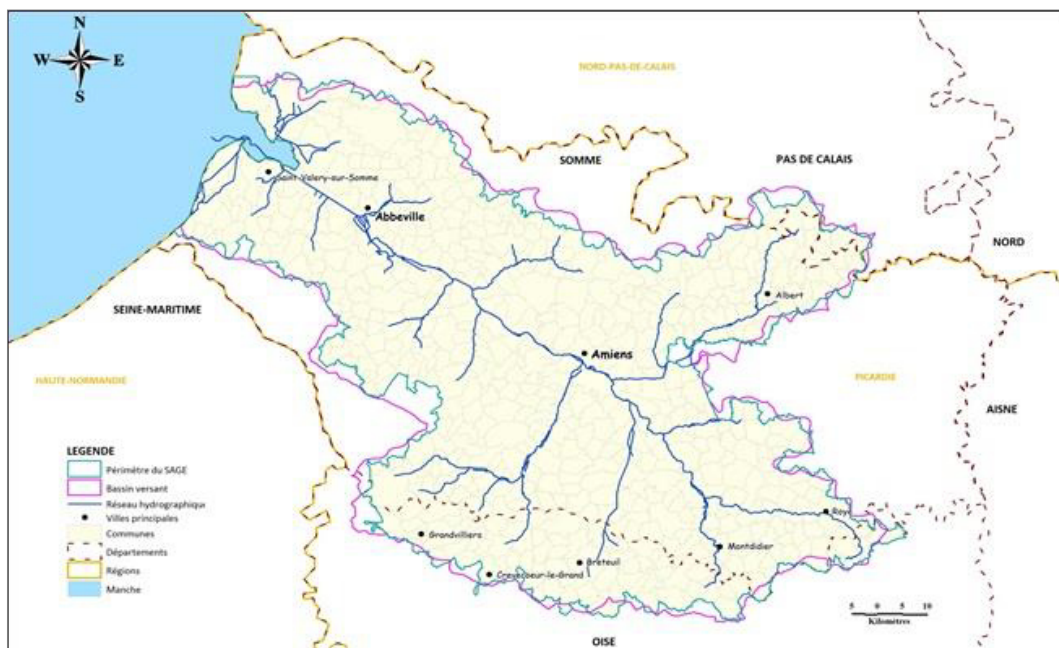 N
W E
S
NORD-PAS-DE-CALAIS
SOMME
PAS DE CALAIS
Saint-Valery-sur-Somme
Abbeville
NORD
Albert
SEINE-MARITIME
Amiens
HAUTE-NORMANDIE
PICARDIE
AISNE
LEGENDE
Périmètre du SAGE
Bassin versant
Réseau hydrographiqu
Villes principales
Communes
Départements
Régions
Manche
Roye
Grandvilliers
Montdidier
Breteuil
Crevecoeur-le-Grand
5 0 5 10
Kilomètres
OISE